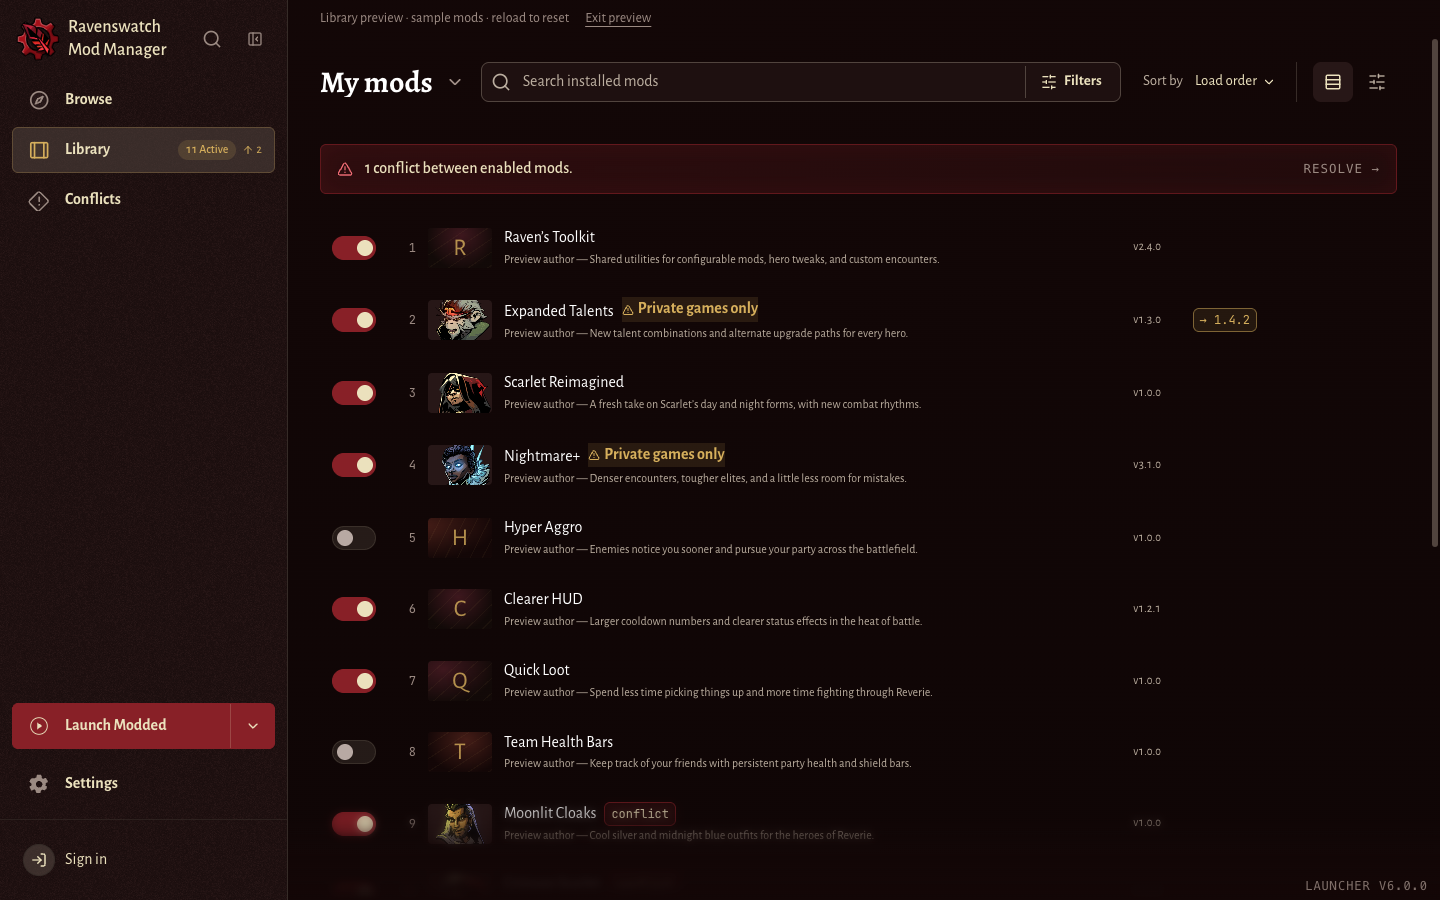 Ravenswatch
Mod Manager
Browse
Library
11 Active
↑ 2
Conflicts
Launch Modded
Settings
Sign in
Library preview · sample mods · reload to reset
Exit preview
My mods
Search installed mods
Filters
Sort by
Load order
1 conflict between enabled mods.
RESOLVE →
1
R
Raven's Toolkit
Preview author — Shared utilities for configurable mods, hero tweaks, and custom encounters.
v2.4.0
2
Expanded Talents
Private games only
Preview author — New talent combinations and alternate upgrade paths for every hero.
v1.3.0
→ 1.4.2
3
Scarlet Reimagined
Preview author — A fresh take on Scarlet's day and night forms, with new combat rhythms.
v1.0.0
4
Nightmare+
Private games only
Preview author — Denser encounters, tougher elites, and a little less room for mistakes.
v3.1.0
5
H
Hyper Aggro
Preview author — Enemies notice you sooner and pursue your party across the battlefield.
v1.0.0
6
C
Clearer HUD
Preview author — Larger cooldown numbers and clearer status effects in the heat of battle.
v1.2.1
7
Q
Quick Loot
Preview author — Spend less time picking things up and more time fighting through Reverie.
v1.0.0
8
T
Team Health Bars
Preview author — Keep track of your friends with persistent party health and shield bars.
v1.0.0
9
Moonlit Cloaks
conflict
Preview author — Cool silver and midnight blue outfits for the heroes of Reverie.
v1.0.0
LAUNCHER V6.0.0